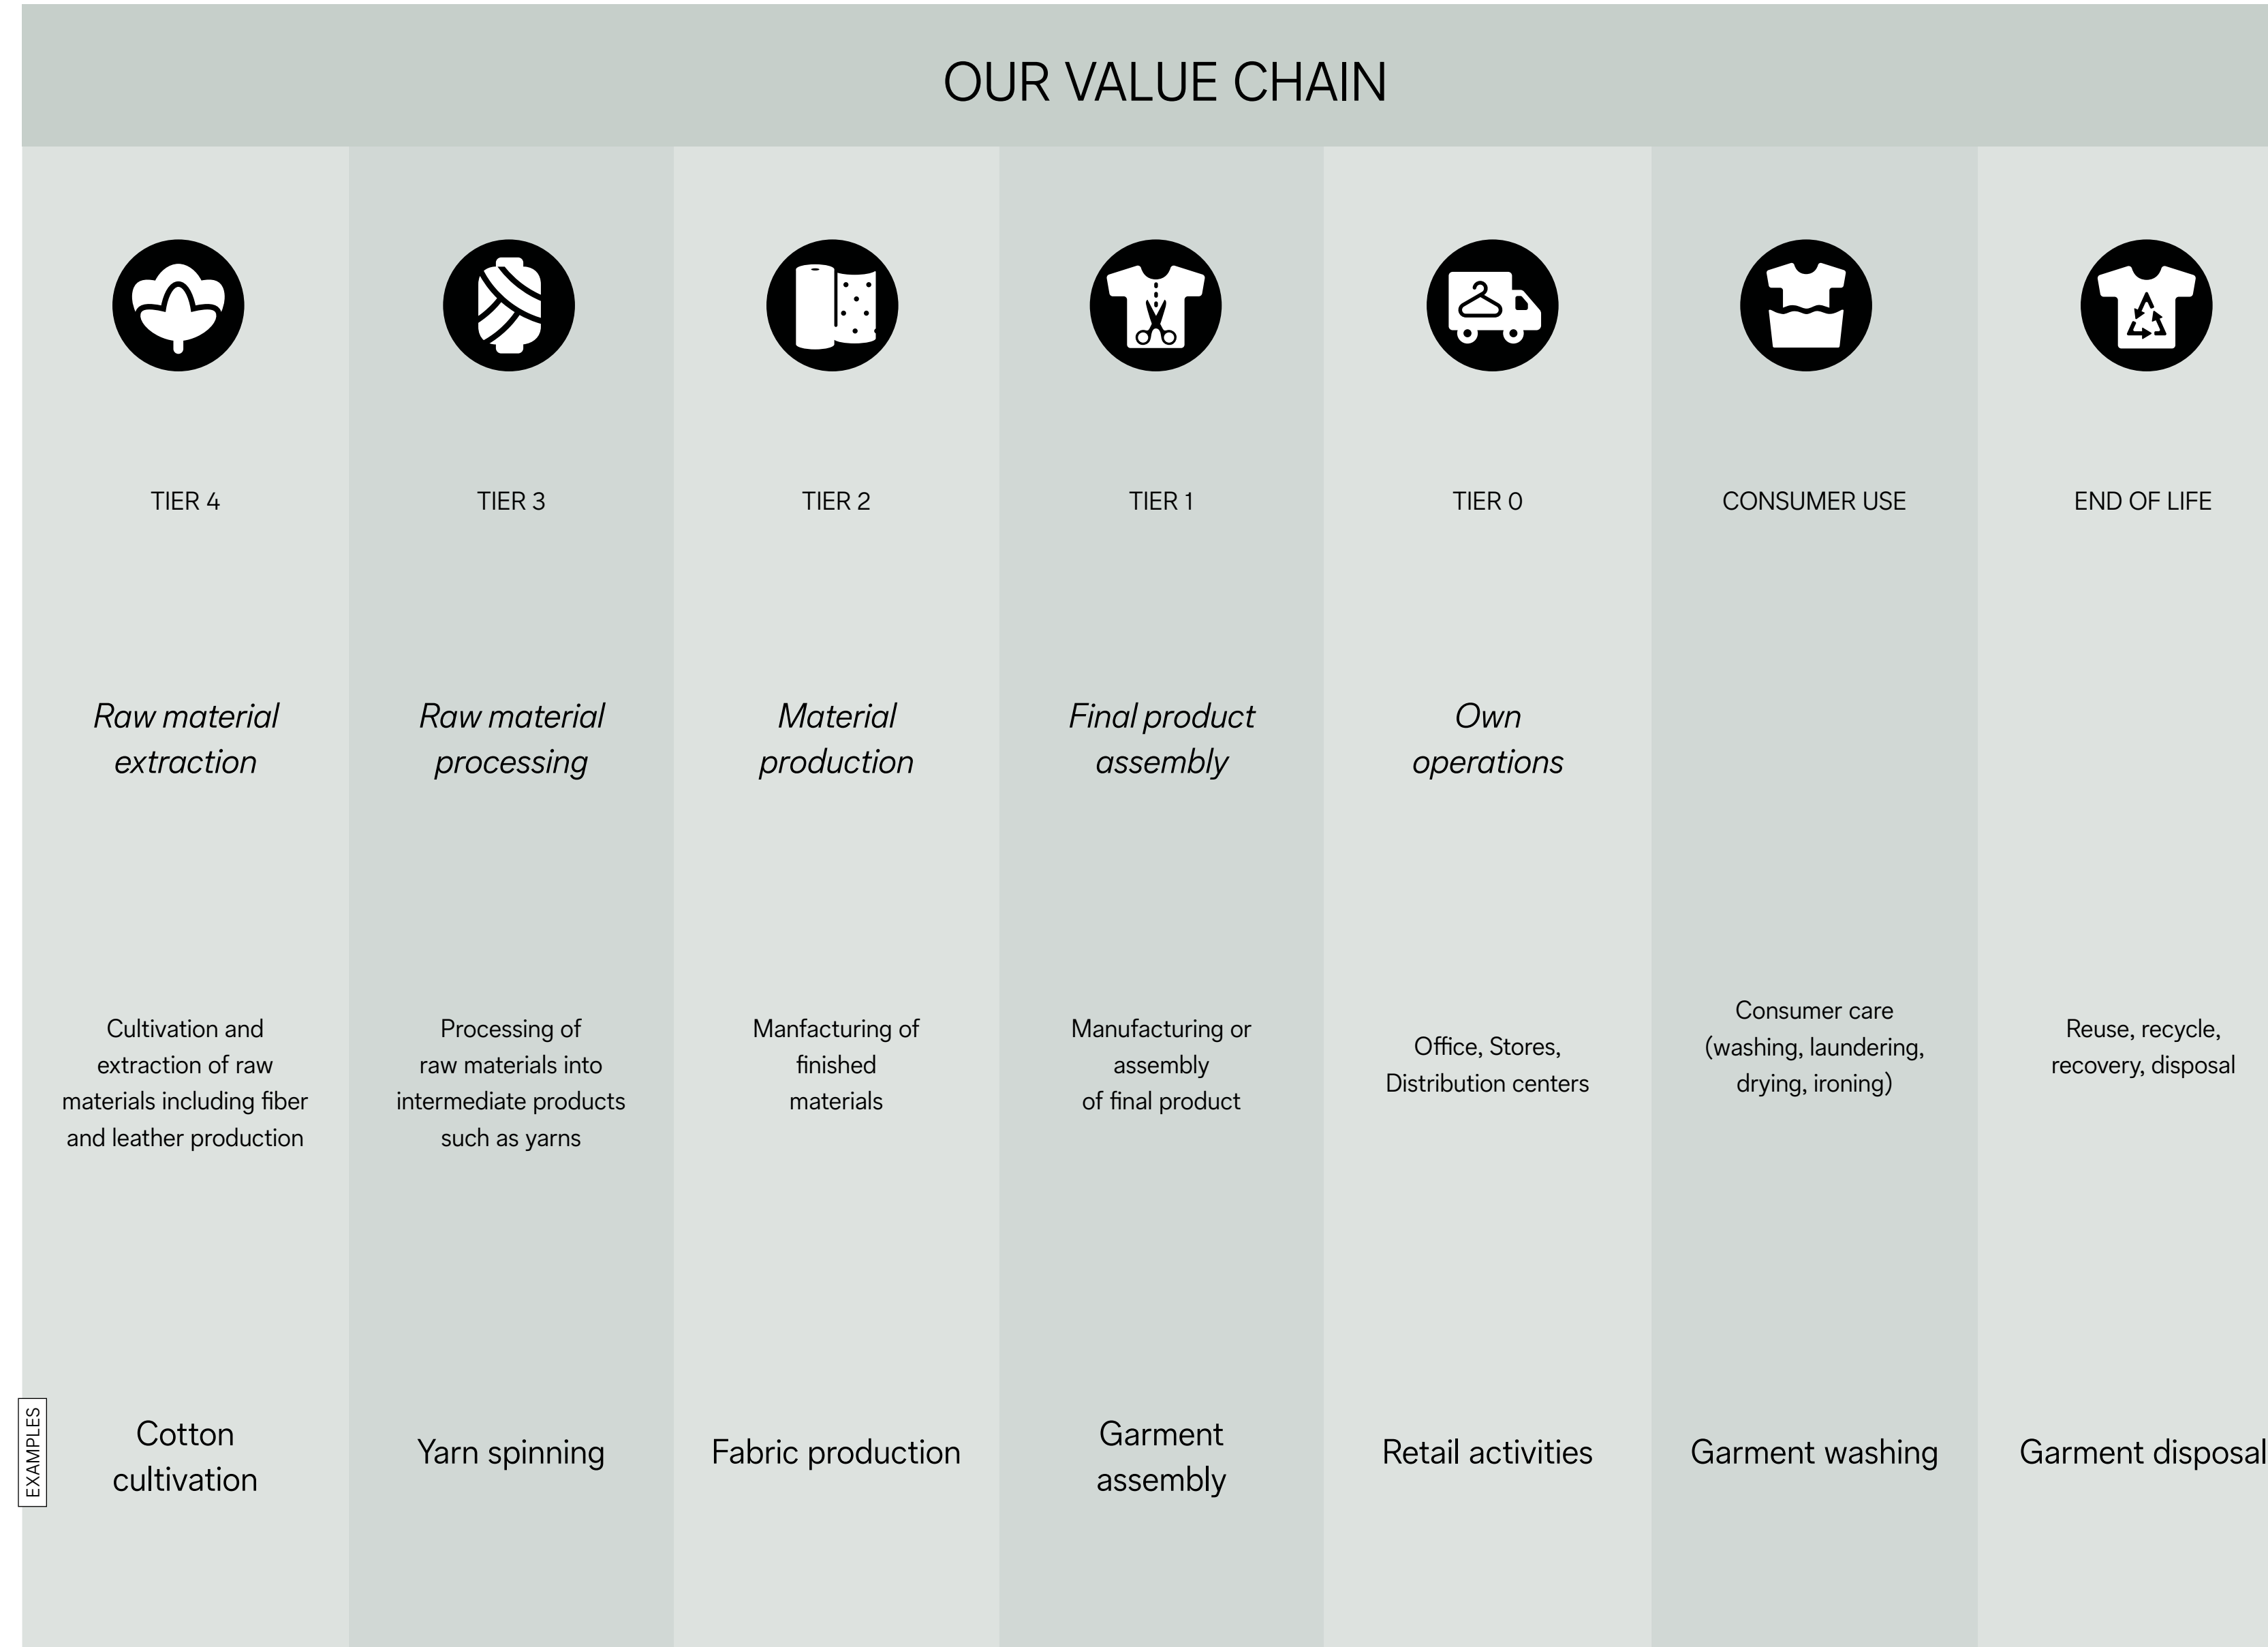 OUR VALUE CHAIN
TIER 4
TIER 3
TIER 2
TIER 1
TIER 0
CONSUMER USE
END OF LIFE
Raw material
extraction
Raw material
processing
Material
production
Final product
assembly
Own
operations
Cultivation and
extraction of raw
materials including fiber
and leather production
Processing of
raw materials into
intermediate products
such as yarns
Manfacturing of
finished
materials
Manufacturing or
assembly
of final product
Office, Stores,
Distribution centers
Consumer care
(washing, laundering,
drying, ironing)
Reuse, recycle,
recovery, disposal
EXAMPLES
Cotton
cultivation
Yarn spinning
Fabric production
Garment
assembly
Retail activities
Garment washing
Garment disposal